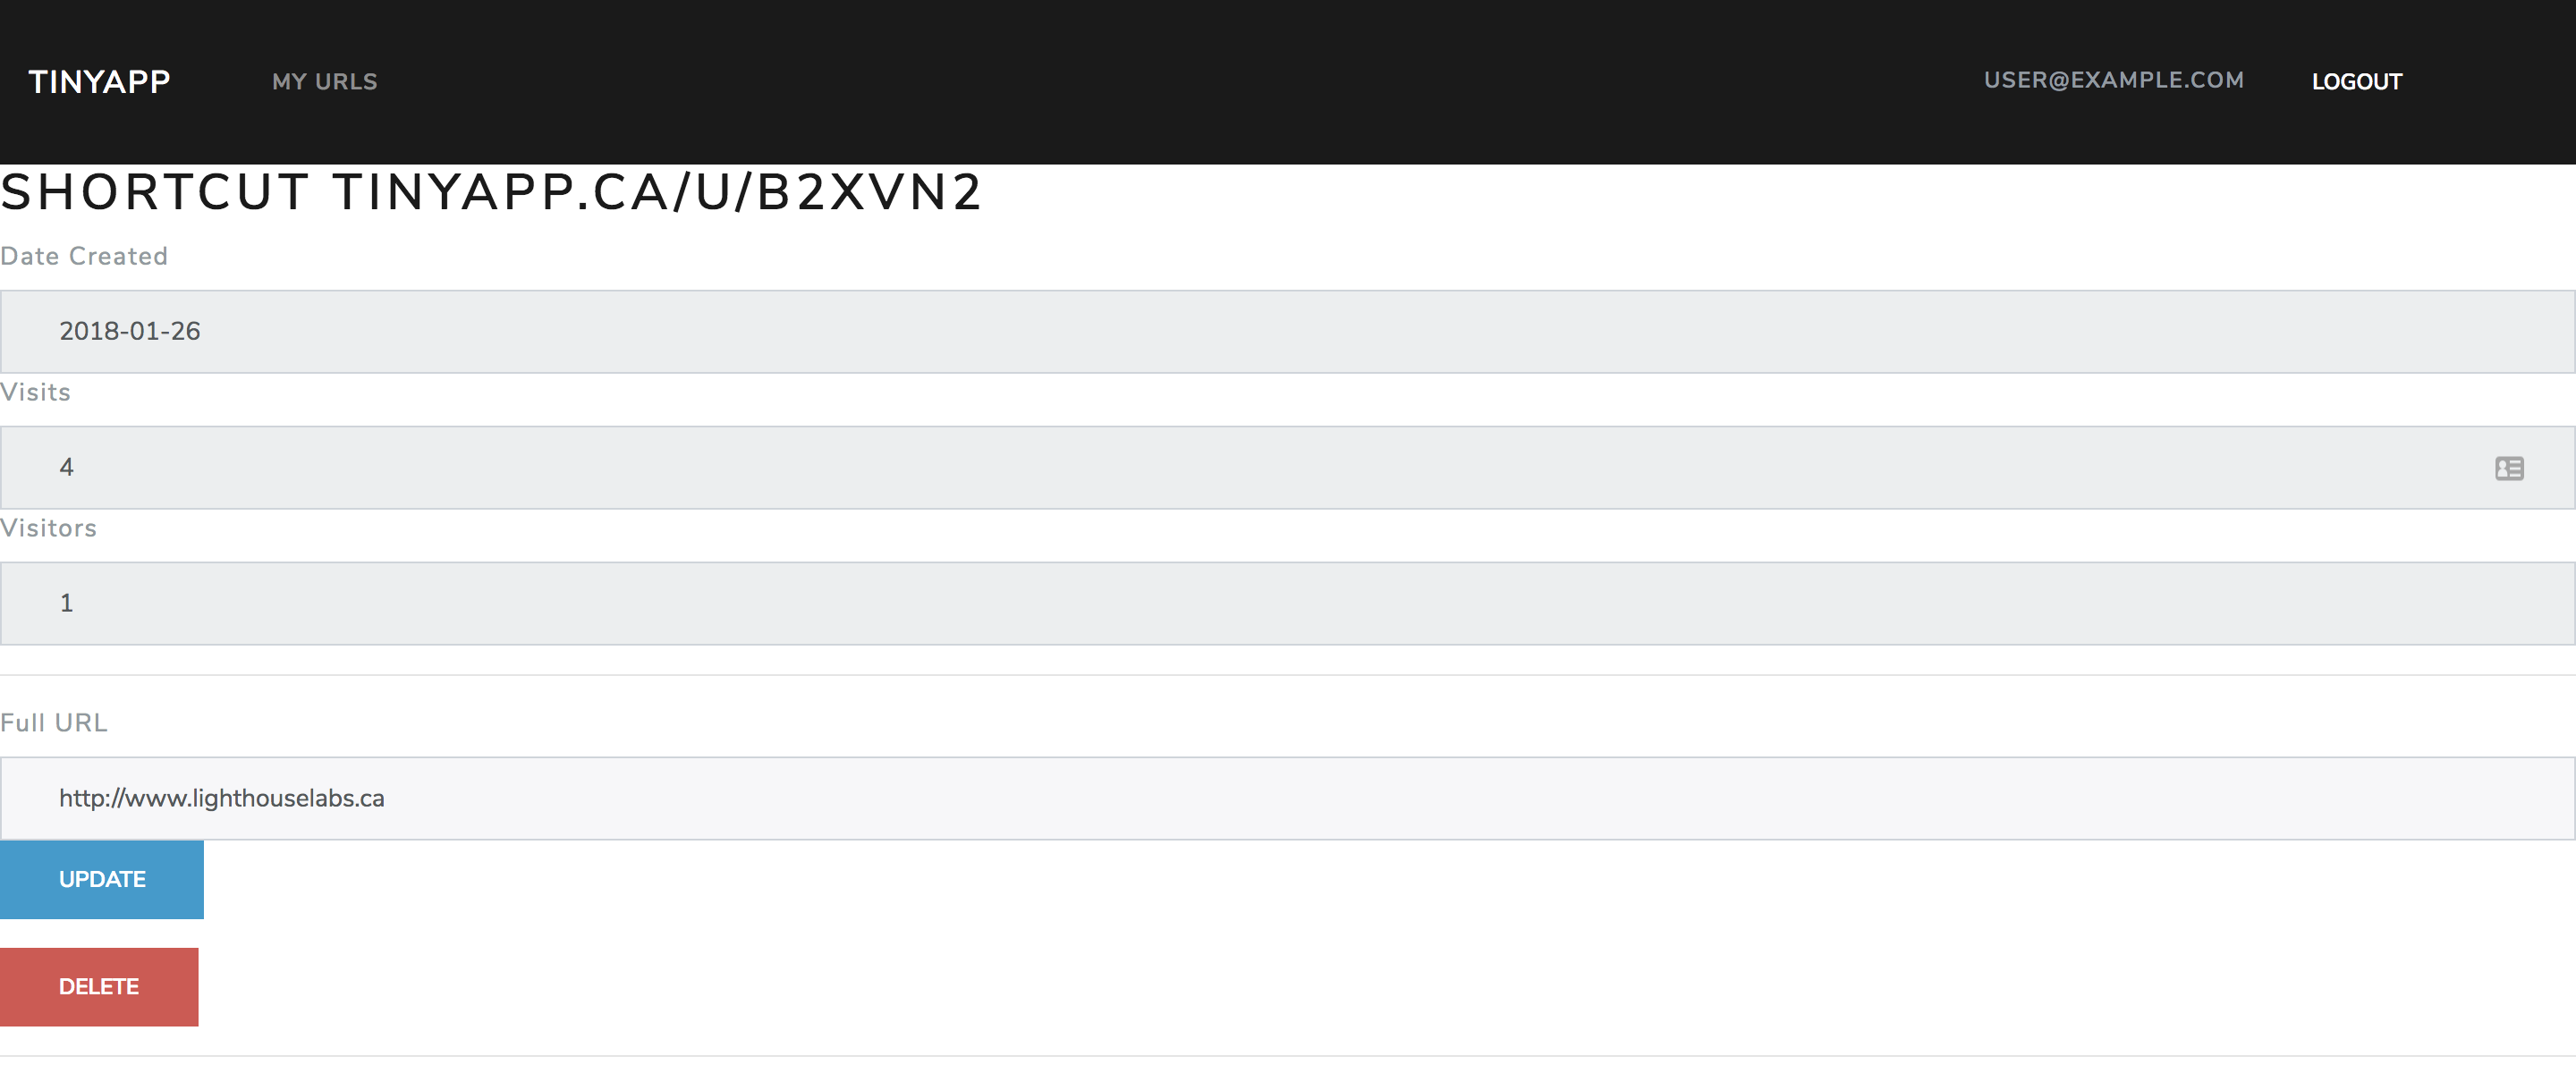 TINYAPP MY URLS USER@EXAMPLE.COM LOGOUT
SHORTCUT TINYAPP.CA/U/B2XVN2
Date Created
2018-01-26
Visits
4
Visitors
1
Full URL
http://www.lighthouselabs.ca
UPDATE
DELETE